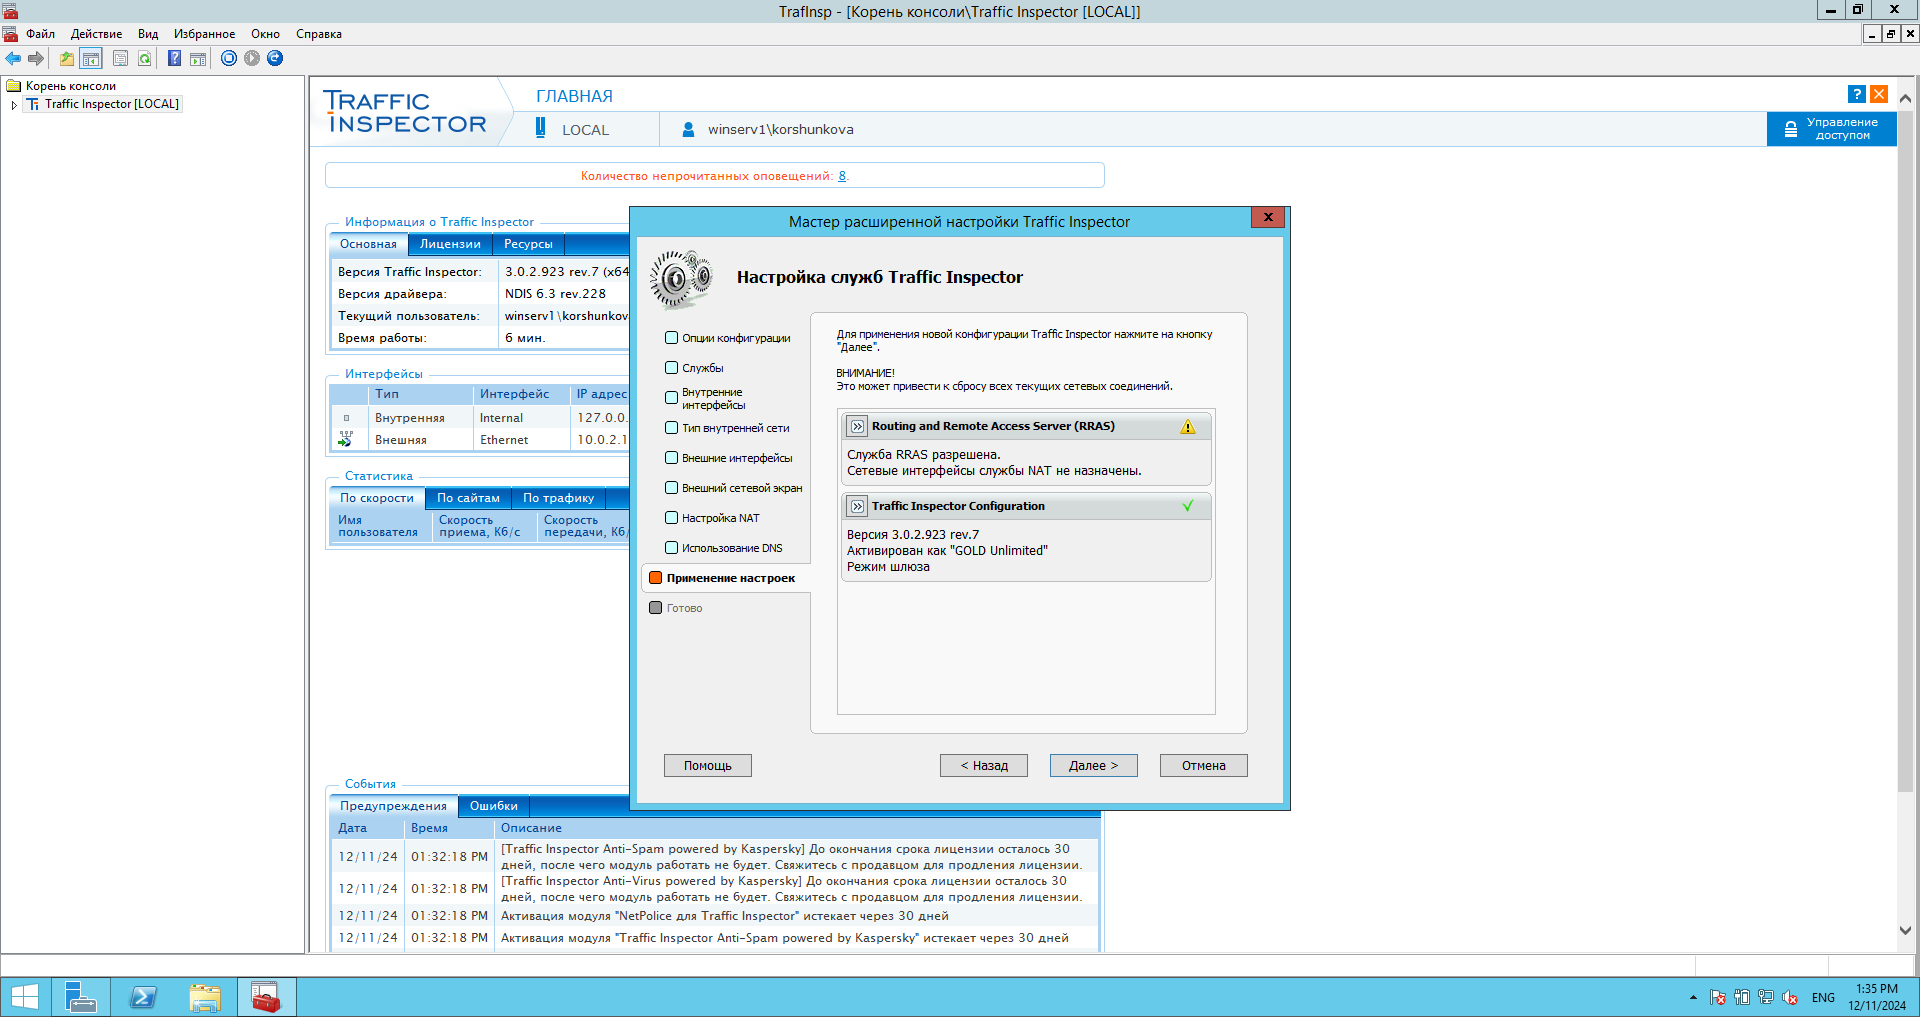 TrafInsp - [Корень консоли\Traffic Inspector [LOCAL]]
Файл Действие Вид Избранное Окно Справка
Корень консоли
Traffic Inspector [LOCAL]
TRAFFIC
INSPECTOR
ГЛАВНАЯ
LOCAL
winserv1\korshunkova
Управление
доступом
Количество непрочитанных оповещений: 8.
Информация о Traffic Inspector
Основная Лицензии Ресурсы
Версия Traffic Inspector: 3.0.2.923 rev.7 (x64
Версия драйвера: NDIS 6.3 rev.228
Текущий пользователь: winserv1\korshunkov
Время работы: 6 мин.
Интерфейсы
Тип Интерфейс IP адрес
Внутренняя Internal 127.0.0.
Внешняя Ethernet 10.0.2.1
Статистика
По скорости По сайтам По трафику
Имя
пользователя
Скорость
приема, Кб/с
Скорость
передачи, Кб/
Мастер расширенной настройки Traffic Inspector
Настройка служб Traffic Inspector
Опции конфигурации
Службы
Внутренние
интерфейсы
Тип внутренней сети
Внешние интерфейсы
Внешний сетевой экран
Настройка NAT
Использование DNS
Применение настроек
Готово
Для применения новой конфигурации Traffic Inspector нажмите на кнопку
"Далее".
ВНИМАНИЕ!
Это может привести к сбросу всех текущих сетевых соединений.
Routing and Remote Access Server (RRAS)
Служба RRAS разрешена.
Сетевые интерфейсы службы NAT не назначены.
Traffic Inspector Configuration
Версия 3.0.2.923 rev.7
Активирован как "GOLD Unlimited"
Режим шлюза
Помощь < Назад Далее > Отмена
События
Предупреждения Ошибки
Дата Время Описание
12/11/24 01:32:18 PM [Traffic Inspector Anti-Spam powered by Kaspersky] До окончания срока лицензии осталось 30
дней, после чего модуль работать не будет. Свяжитесь с продавцом для продления лицензии.
12/11/24 01:32:18 PM [Traffic Inspector Anti-Virus powered by Kaspersky] До окончания срока лицензии осталось 30
дней, после чего модуль работать не будет. Свяжитесь с продавцом для продления лицензии.
12/11/24 01:32:18 PM Активация модуля "NetPolice для Traffic Inspector" истекает через 30 дней
12/11/24 01:32:18 PM Активация модуля "Traffic Inspector Anti-Spam powered by Kaspersky" истекает через 30 дней
ENG
1:35 PM
12/11/2024